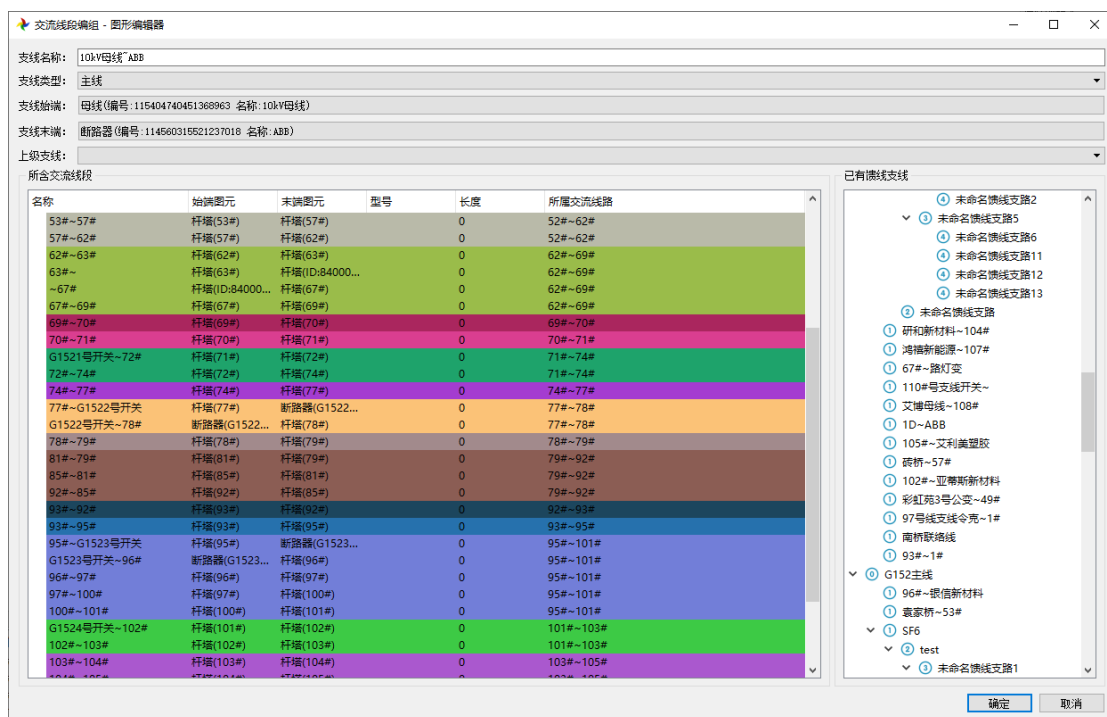 交流线段编组 - 图形编辑器
支线名称: 10kV母线~ABB
支线类型: 主线
支线始端: 母线(编号:115404740451368963 名称:10kV母线)
支线末端: 断路器(编号:114560315521237018 名称:ABB)
上级支线:
所含交流线段
名称 始端图元 末端图元 型号 长度 所属交流线路
53#~57# 杆塔(53#) 杆塔(57#) 0 52#~62#
57#~62# 杆塔(57#) 杆塔(62#) 0 52#~62#
62#~63# 杆塔(62#) 杆塔(63#) 0 62#~69#
63#~ 杆塔(63#) 杆塔(ID:84000... 0 62#~69#
~67# 杆塔(ID:84000... 杆塔(67#) 0 62#~69#
67#~69# 杆塔(67#) 杆塔(69#) 0 62#~69#
69#~70# 杆塔(69#) 杆塔(70#) 0 69#~70#
70#~71# 杆塔(70#) 杆塔(71#) 0 70#~71#
G1521号开关~72# 杆塔(71#) 杆塔(72#) 0 71#~74#
72#~74# 杆塔(72#) 杆塔(74#) 0 71#~74#
74#~77# 杆塔(74#) 杆塔(77#) 0 74#~77#
77#~G1522号开关 杆塔(77#) 断路器(G1522... 0 77#~78#
G1522号开关~78# 断路器(G1522... 杆塔(78#) 0 77#~78#
78#~79# 杆塔(78#) 杆塔(79#) 0 78#~79#
81#~79# 杆塔(81#) 杆塔(79#) 0 79#~92#
85#~81# 杆塔(85#) 杆塔(81#) 0 79#~92#
92#~85# 杆塔(92#) 杆塔(85#) 0 79#~92#
93#~92# 杆塔(93#) 杆塔(92#) 0 92#~93#
93#~95# 杆塔(93#) 杆塔(95#) 0 93#~95#
95#~G1523号开关 杆塔(95#) 断路器(G1523... 0 95#~101#
G1523号开关~96# 断路器(G1523... 杆塔(96#) 0 95#~101#
96#~97# 杆塔(96#) 杆塔(97#) 0 95#~101#
97#~100# 杆塔(97#) 杆塔(100#) 0 95#~101#
100#~101# 杆塔(100#) 杆塔(101#) 0 95#~101#
G1524号开关~102# 杆塔(101#) 杆塔(102#) 0 101#~103#
102#~103# 杆塔(102#) 杆塔(103#) 0 101#~103#
103#~104# 杆塔(103#) 杆塔(104#) 0 103#~105#
已有馈线支线
4 未命名馈线支路2
3 未命名馈线支路5
4 未命名馈线支路6
4 未命名馈线支路11
4 未命名馈线支路12
4 未命名馈线支路13
2 未命名馈线支路
1 研和新材料~104#
1 鸿禧新能源~107#
1 67#~路灯变
1 110#号支线开关~
1 艾博母线~108#
1 1D~ABB
1 105#~艾利美塑胶
1 砖桥~57#
1 102#~亚蒂斯新材料
1 彩虹苑3号公变~49#
1 97号线支线令克~1#
1 南桥联络线
1 93#~1#
0 G152主线
1 96#~银信新材料
1 袁家桥~53#
1 SF6
2 test
3 未命名馈线支路1
确定 取消